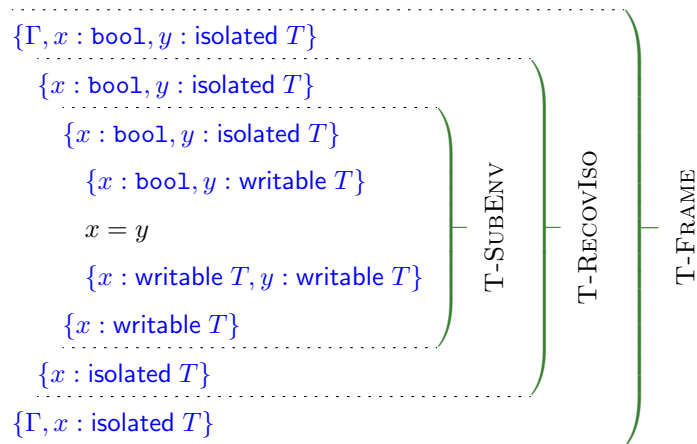 {Γ, x : bool, y : isolated T}
{x : bool, y : isolated T}
{x : bool, y : isolated T}
{x : bool, y : writable T}
x = y
{x : writable T, y : writable T}
{x : writable T}
{x : isolated T}
{Γ, x : isolated T}
T-SUBENV
T-RECOVISO
T-FRAME